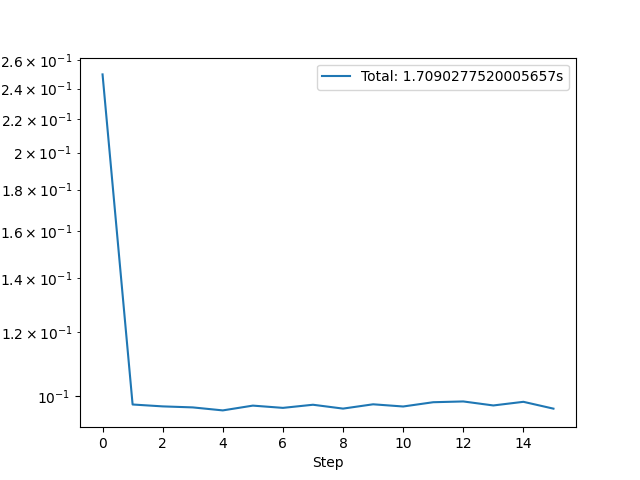 2.6 × 10⁻¹
2.4 × 10⁻¹
2.2 × 10⁻¹
2 × 10⁻¹
1.8 × 10⁻¹
1.6 × 10⁻¹
1.4 × 10⁻¹
1.2 × 10⁻¹
10⁻¹
Total: 1.7090277520005657s
0 2 4 6 8 10 12 14
Step